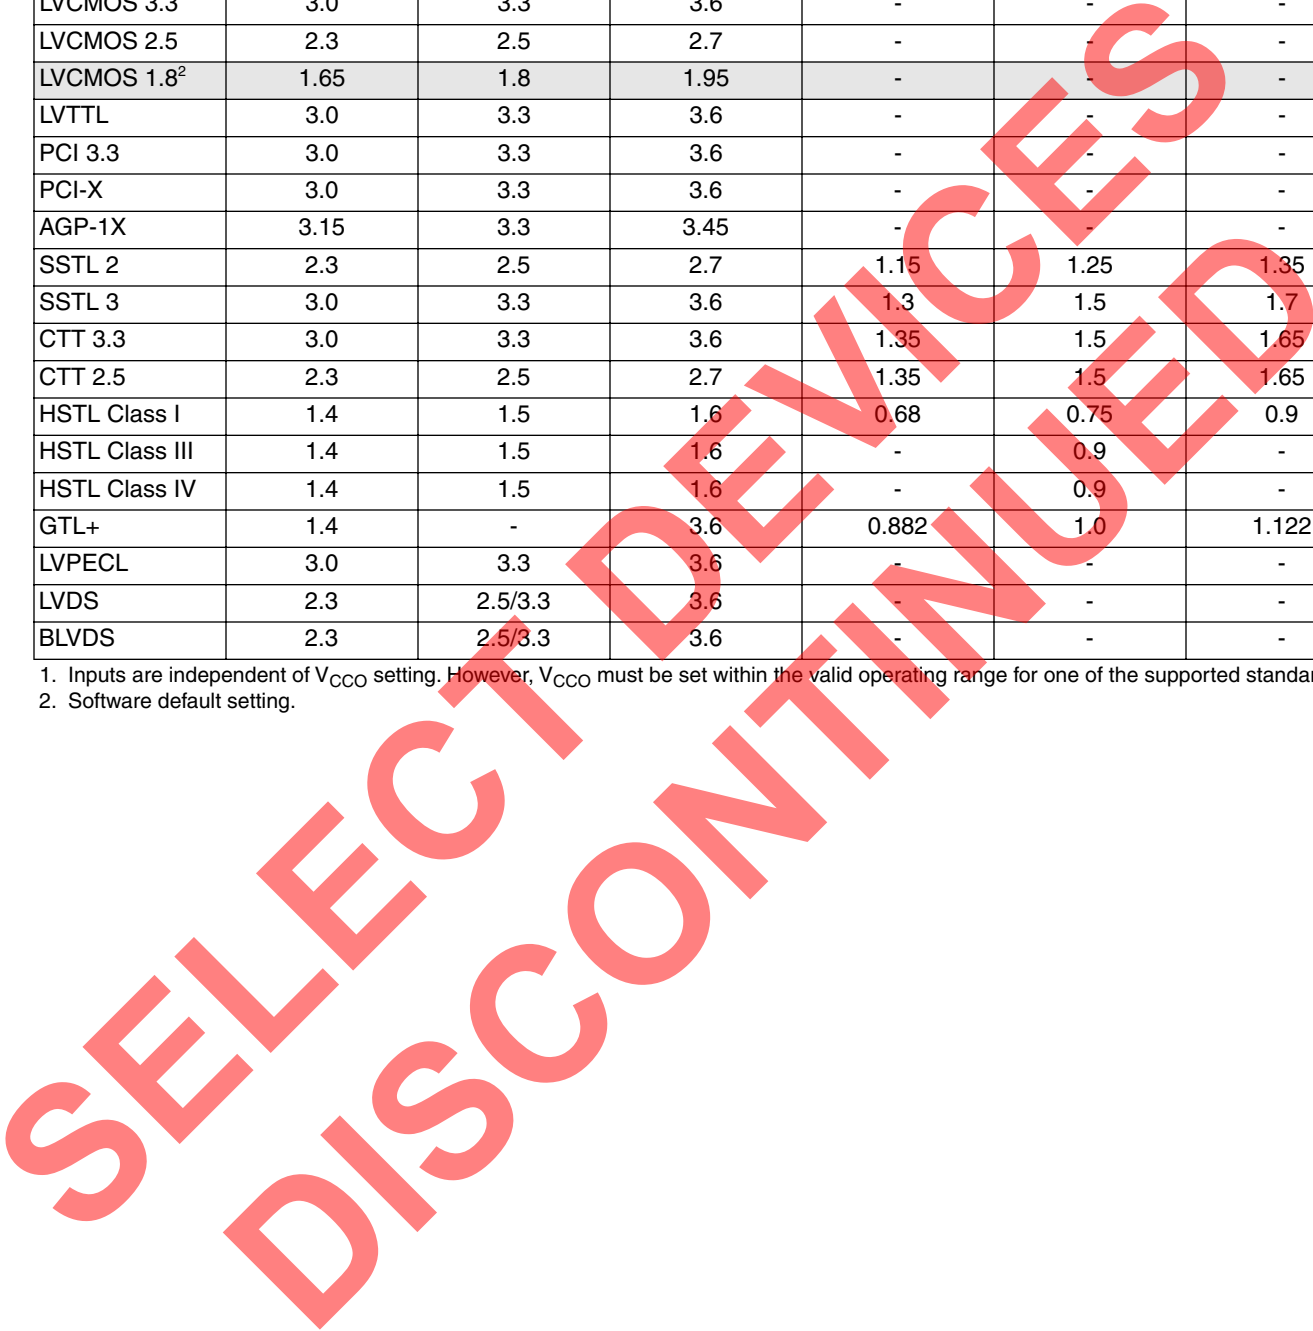 LVCMOS 3.3 3.0 3.3 3.6 - - -
LVCMOS 2.5 2.3 2.5 2.7 - - -
LVCMOS 1.8² 1.65 1.8 1.95 - - -
LVTTL 3.0 3.3 3.6 - - -
PCI 3.3 3.0 3.3 3.6 - - -
PCI-X 3.0 3.3 3.6 - - -
AGP-1X 3.15 3.3 3.45 - - -
SSTL 2 2.3 2.5 2.7 1.15 1.25 1.35
SSTL 3 3.0 3.3 3.6 1.3 1.5 1.7
CTT 3.3 3.0 3.3 3.6 1.35 1.5 1.65
CTT 2.5 2.3 2.5 2.7 1.35 1.5 1.65
HSTL Class I 1.4 1.5 1.6 0.68 0.75 0.9
HSTL Class III 1.4 1.5 1.6 - 0.9 -
HSTL Class IV 1.4 1.5 1.6 - 0.9 -
GTL+ 1.4 - 3.6 0.882 1.0 1.122
LVPECL 3.0 3.3 3.6 - - -
LVDS 2.3 2.5/3.3 3.6 - - -
BLVDS 2.3 2.5/3.3 3.6 - - -
1. Inputs are independent of VCCO setting. However, VCCO must be set within the valid operating range for one of the supported standar
2. Software default setting.
SELECT DEVICES
DISCONTINUED